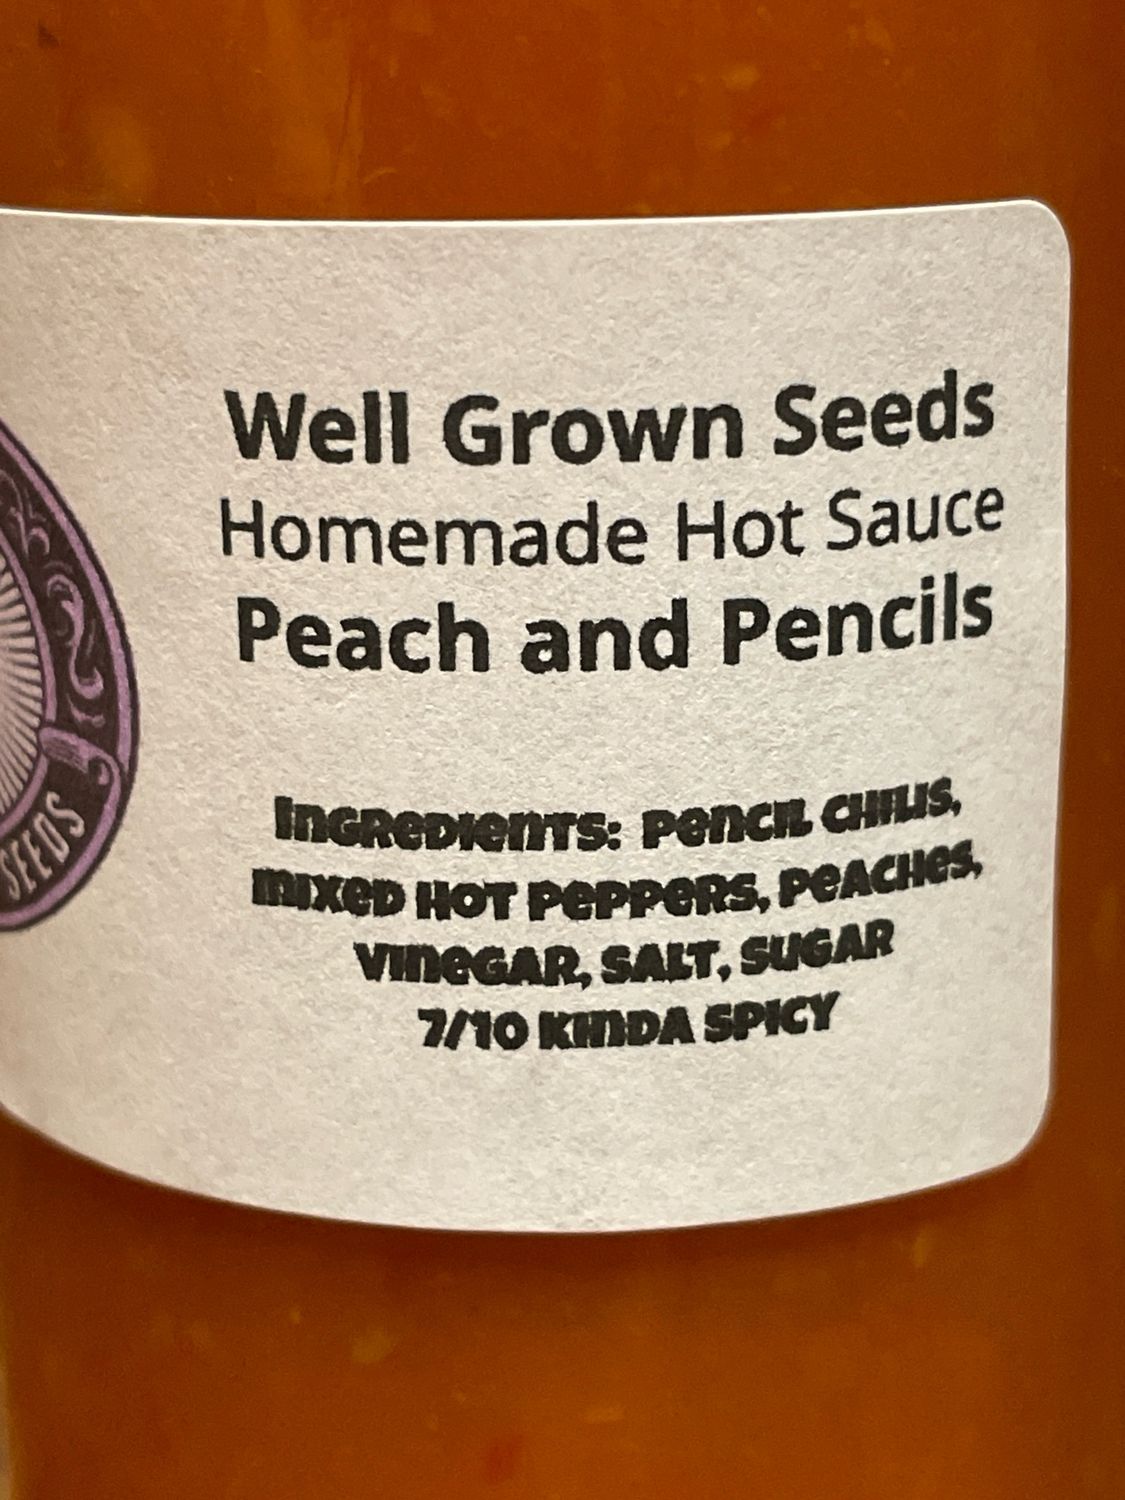 Well Grown Seeds
Homemade Hot Sauce
Peach and Pencils
Ingredients: Pencil Chilis,
mixed Hot Peppers, Peaches,
Vinegar, Salt, Sugar
7/10 Kinda Spicy
SEEDS